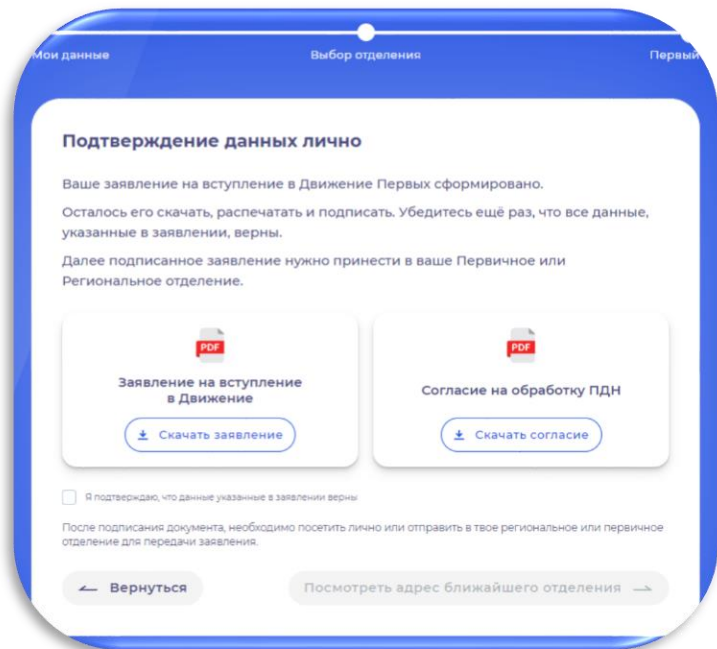 Мои данные
Выбор отделения
Первый
Подтверждение данных лично
Ваше заявление на вступление в Движение Первых сформировано.
Осталось его скачать, распечатать и подписать. Убедитесь ещё раз, что все данные,
указанные в заявлении, верны.
Далее подписанное заявление нужно принести в ваше Первичное или
Региональное отделение.
PDF
Заявление на вступление
в Движение
Скачать заявление
PDF
Согласие на обработку ПДН
Скачать согласие
Я подтверждаю, что данные указанные в заявлении верны
После подписания документа, необходимо посетить лично или отправить в твое региональное или первичное
отделение для передачи заявления.
Вернуться
Посмотреть адрес ближайшего отделения